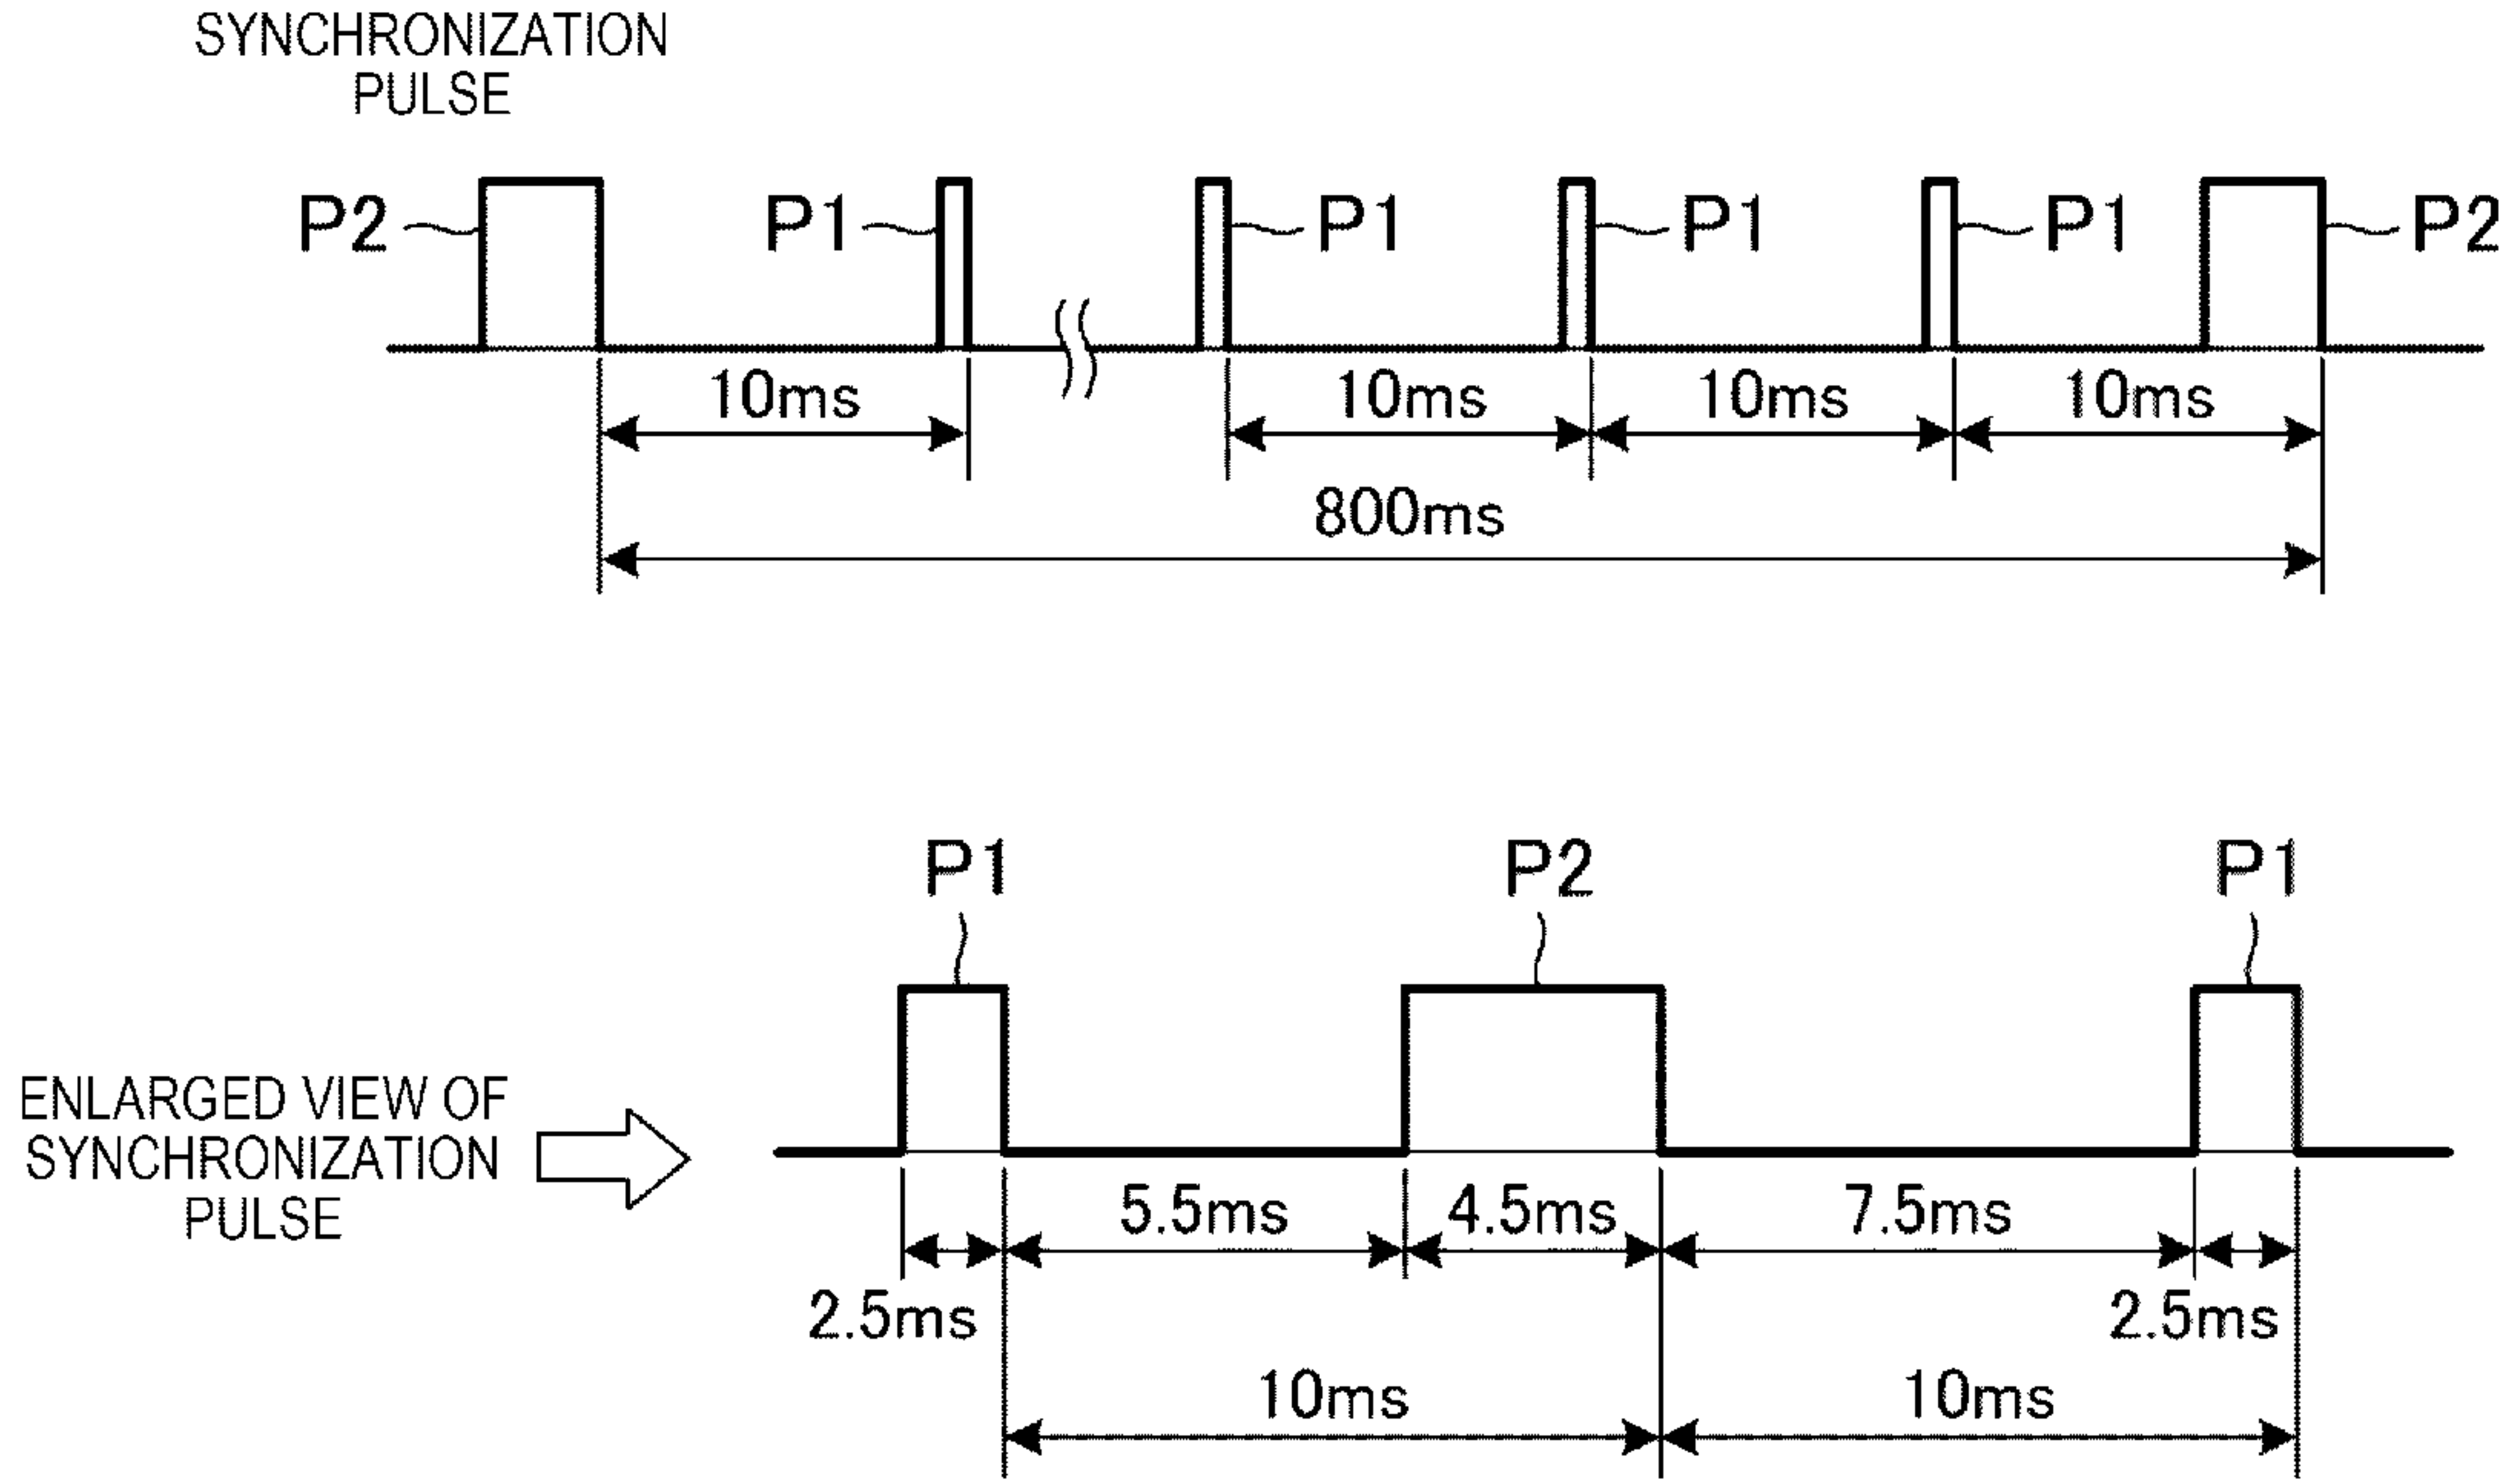 SYNCHRONIZATION
PULSE
P2 P1 P1 P1 P1 P2
10ms 10ms 10ms 10ms
800ms
P1 P2 P1
ENLARGED VIEW OF
SYNCHRONIZATION
PULSE
5.5ms 4.5ms 7.5ms
2.5ms 2.5ms
10ms 10ms